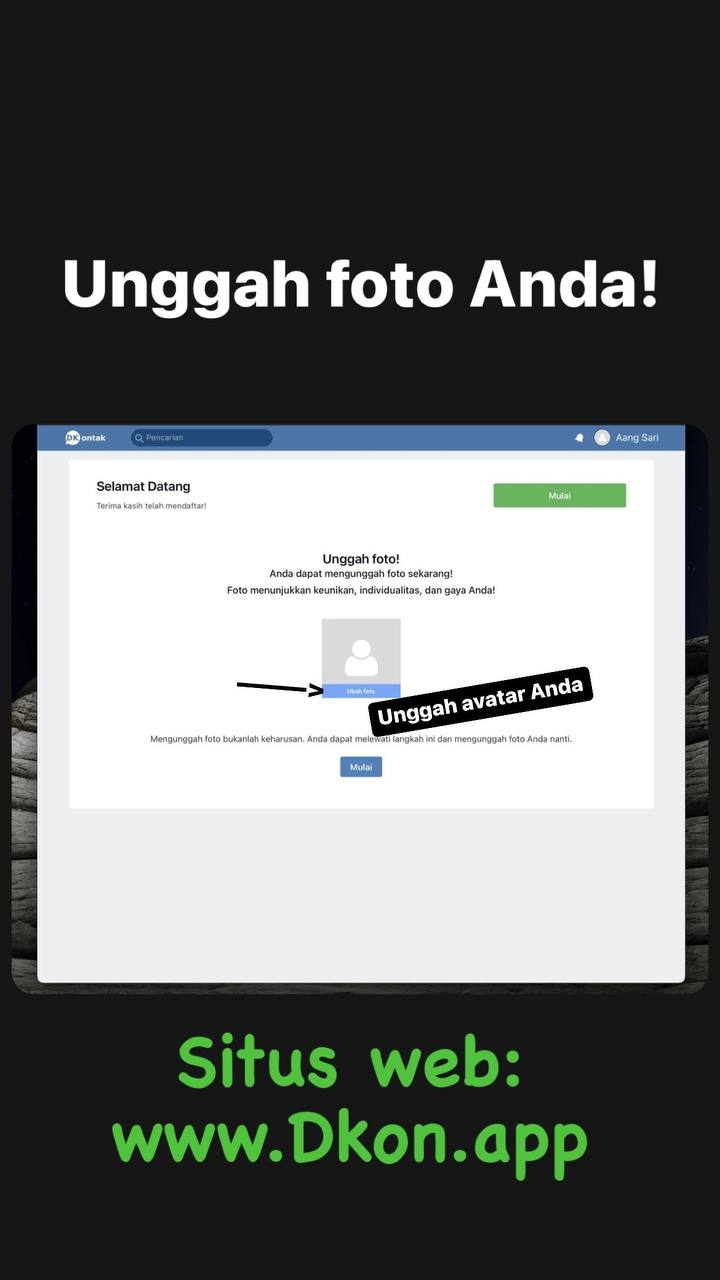 Unggah foto Anda!
DKontak
Pencarian
Aang Sari
Selamat Datang
Terima kasih telah mendaftar!
Mulai
Unggah foto!
Anda dapat mengunggah foto sekarang!
Foto menunjukkan keunikan, individualitas, dan gaya Anda!
Ubah foto
Unggah avatar Anda
Mengunggah foto bukanlah keharusan. Anda dapat melewati langkah ini dan mengunggah foto Anda nanti.
Mulai
Situs web:
www.Dkon.app